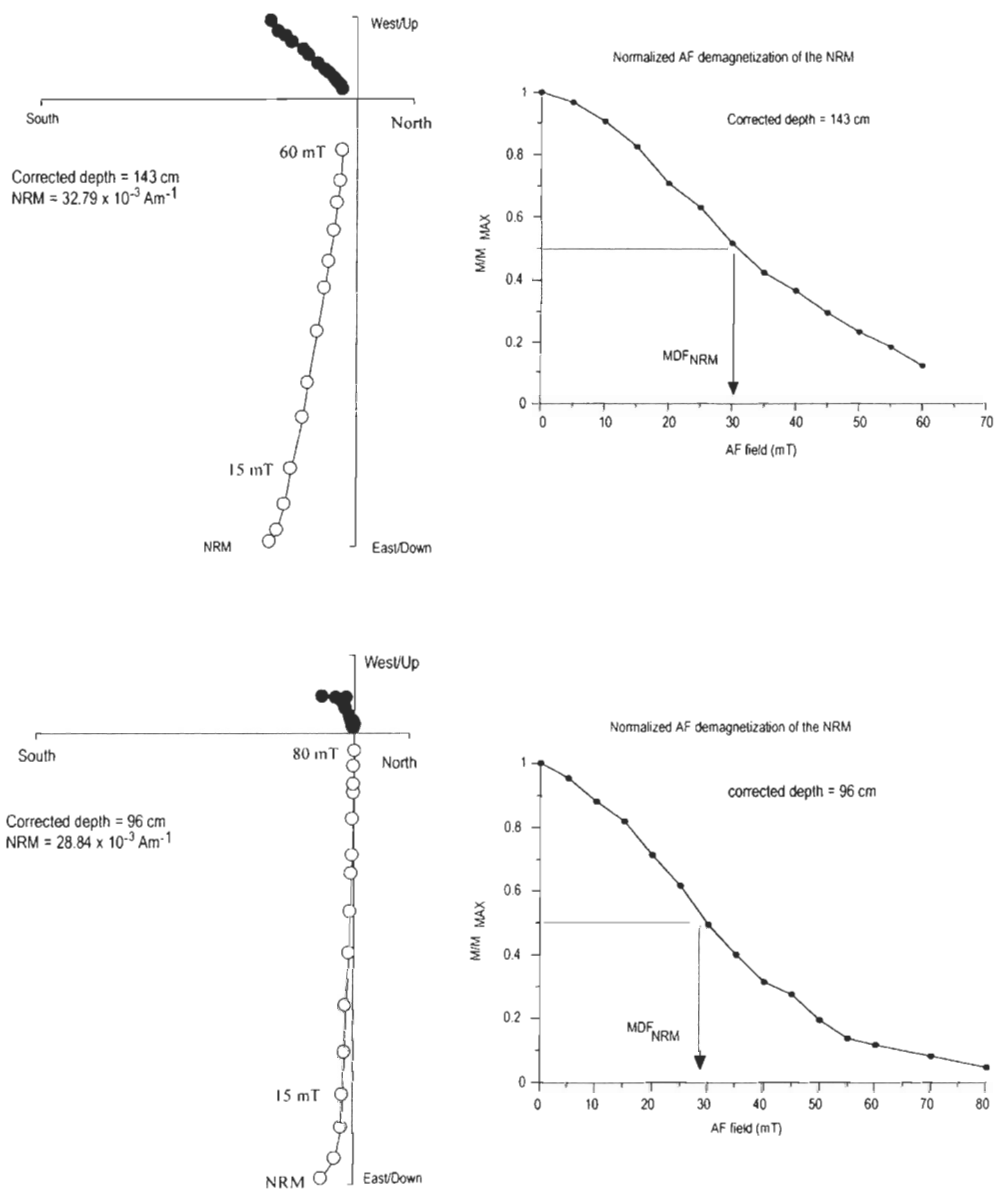 West/Up
South
North
60 mT
Corrected depth = 143 cm
NRM = 32.79 x 10-3 Am-1
15 mT
NRM
East/Down
Normalized AF demagnetization of the NRM
Corrected depth = 143 cm
1
0.8
0.6
0.4
0.2
0
M/M MAX
MDF NRM
0 10 20 30 40 50 60 70
AF field (mT)
West/Up
South
80 mT
North
Corrected depth = 96 cm
NRM = 28.84 x 10-3 Am-1
15 mT
NRM
East/Down
Normalized AF demagnetization of the NRM
corrected depth = 96 cm
1
0.8
0.6
0.4
0.2
0
M/M MAX
MDF NRM
0 10 20 30 40 50 60 70 80
AF field (mT)